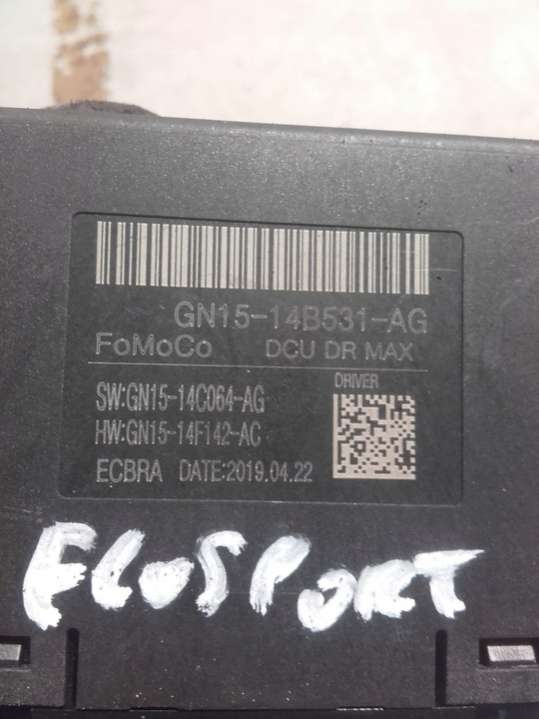 GN15-14B531-AG
FoMoCo DCU DR MAX
DRIVER
SW:GN15-14C064-AG
HW:GN15-14F142-AC
ECBRA DATE:2019.04.22
ECOSPORT